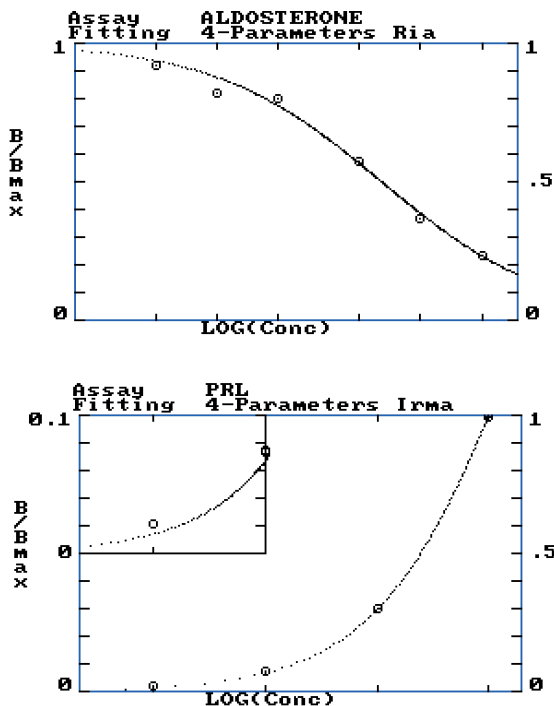 Assay ALDOSTERONE
Fitting 4-Parameters Ria
1 1
B/Bmax
.5
0 0
LOG(Conc)
Assay PRL
Fitting 4-Parameters Irma
0.1 1
B/Bmax
0 .5
0 0
LOG(Conc)